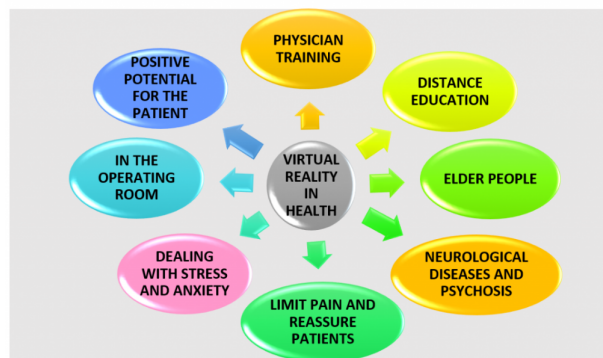 PHYSICIAN
TRAINING
POSITIVE
POTENTIAL
FOR THE
PATIENT
DISTANCE
EDUCATION
IN THE
OPERATING
ROOM
VIRTUAL
REALITY
IN
HEALTH
ELDER PEOPLE
DEALING
WITH STRESS
AND ANXIETY
NEUROLOGICAL
DISEASES AND
PSYCHOSIS
LIMIT PAIN AND
REASSURE
PATIENTS